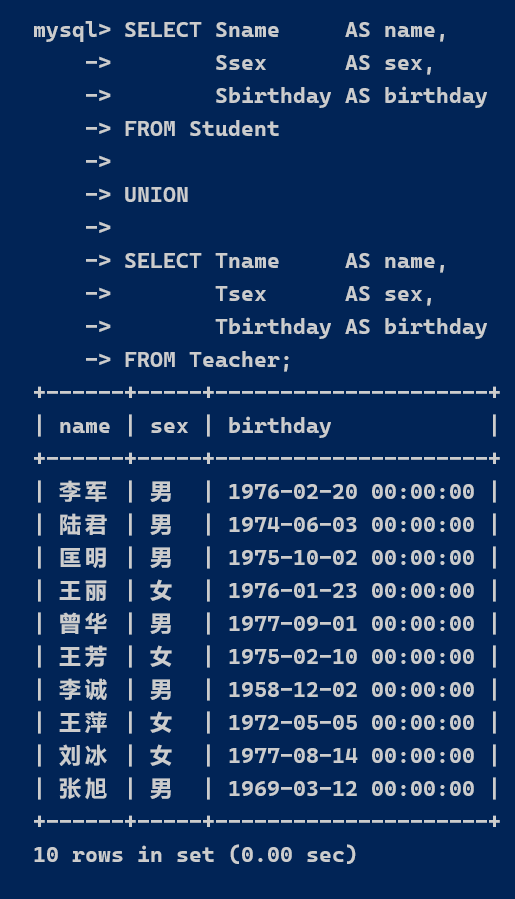 mysql> SELECT Sname     AS name,
    ->        Ssex      AS sex,
    ->        Sbirthday AS birthday
    -> FROM Student
    ->
    -> UNION
    ->
    -> SELECT Tname     AS name,
    ->        Tsex      AS sex,
    ->        Tbirthday AS birthday
    -> FROM Teacher;
+------+-----+---------------------+
| name | sex | birthday            |
+------+-----+---------------------+
| 李军 | 男  | 1976-02-20 00:00:00 |
| 陆君 | 男  | 1974-06-03 00:00:00 |
| 匡明 | 男  | 1975-10-02 00:00:00 |
| 王丽 | 女  | 1976-01-23 00:00:00 |
| 曾华 | 男  | 1977-09-01 00:00:00 |
| 王芳 | 女  | 1975-02-10 00:00:00 |
| 李诚 | 男  | 1958-12-02 00:00:00 |
| 王萍 | 女  | 1972-05-05 00:00:00 |
| 刘冰 | 女  | 1977-08-14 00:00:00 |
| 张旭 | 男  | 1969-03-12 00:00:00 |
+------+-----+---------------------+
10 rows in set (0.00 sec)